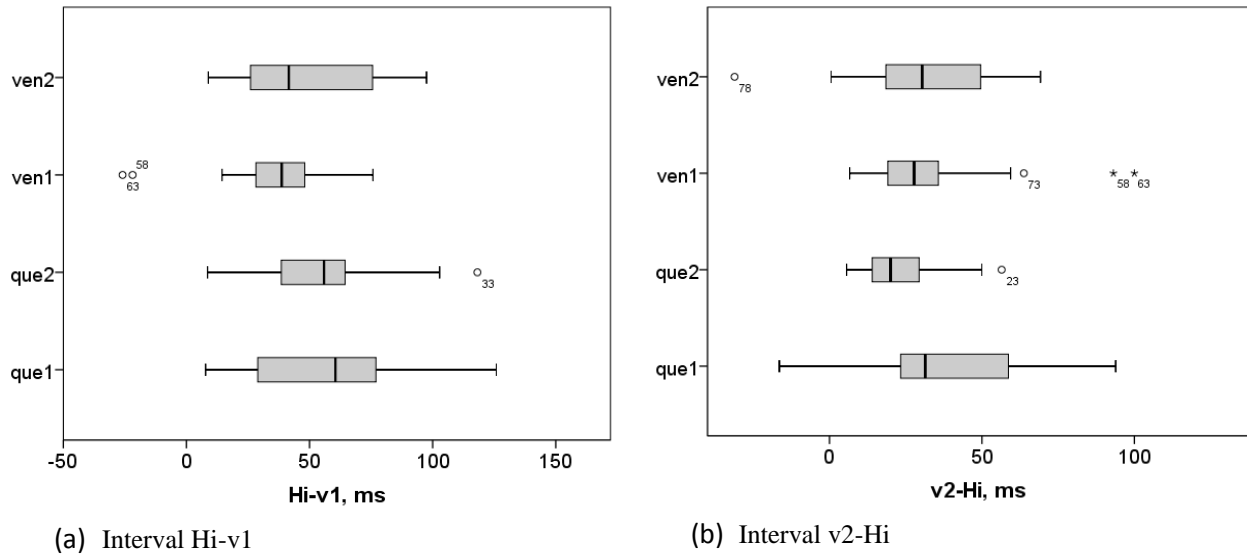 ven2
ven1
58
63
que2
33
que1
-50 0 50 100 150
Hi-v1, ms
(a) Interval Hi-v1
ven2
78
ven1
73
58 63
que2
23
que1
0 50 100
v2-Hi, ms
(b) Interval v2-Hi